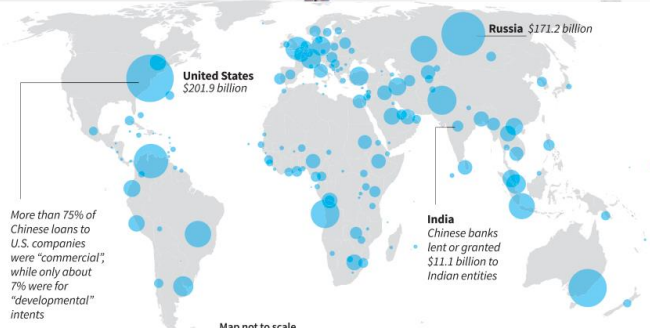 Russia $171.2 billion
United States
$201.9 billion
More than 75% of
Chinese loans to
U.S. companies
were “commercial”,
while only about
7% were for
“developmental”
intents
India
Chinese banks
lent or granted
$11.1 billion to
Indian entities
Map not to scale